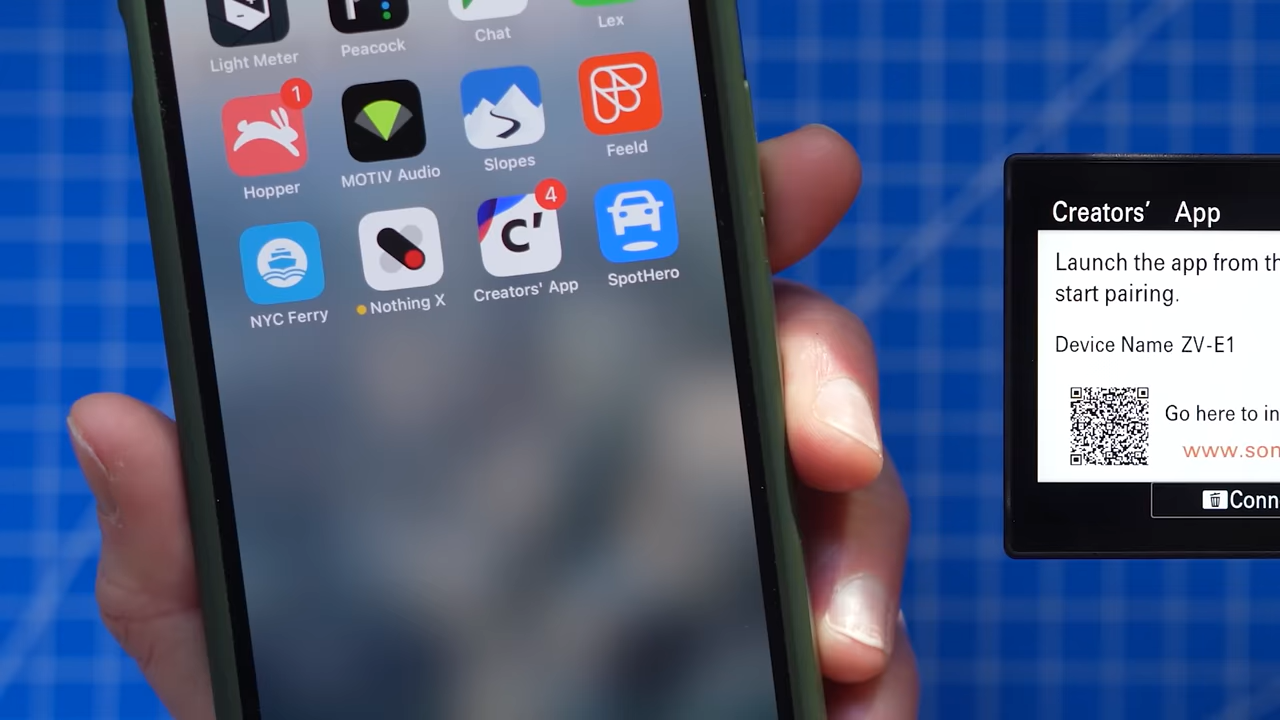 Light Meter
Peacock
Chat
Lex
1
Hopper
MOTIV Audio
Slopes
Feeld
4
C'
NYC Ferry
Nothing X
Creators' App
SpotHero
Creators' App
Launch the app from th
start pairing.
Device Name ZV-E1
Go here to in
www.son
Conn